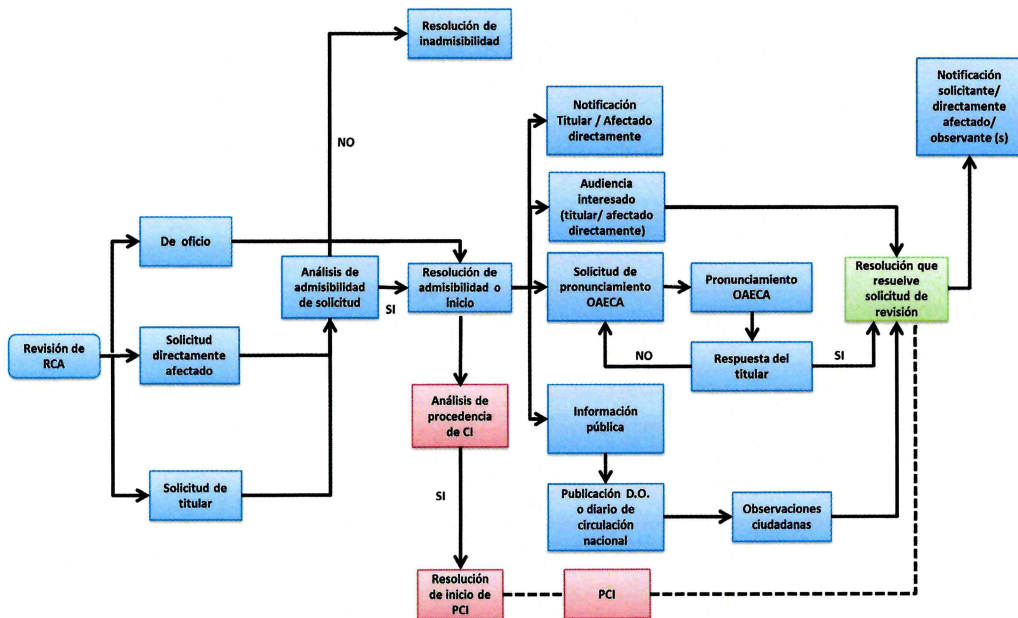 Resolución de
inadmisibilidad
Notificación
solicitante/
directamente
afectado/
observante (s)
Notificación
Titular / Afectado
directamente
NO
Audiencia
interesado
(titular/ afectado
directamente)
De oficio
Análisis de
admisibilidad
de solicitud
SI
Resolución de
admisibilidad o
inicio
Solicitud de
pronunciamiento
OAECA
Pronunciamiento
OAECA
Resolución que
resuelve
solicitud de
revisión
Revisión de
RCA
Solicitud
directamente
afectado
NO
Respuesta del
titular
SI
Análisis de
procedencia
de CI
Información
pública
SI
Solicitud de
titular
Publicación D.O.
o diario de
circulación
nacional
Observaciones
ciudadanas
Resolución
de inicio de
PCI
PCI